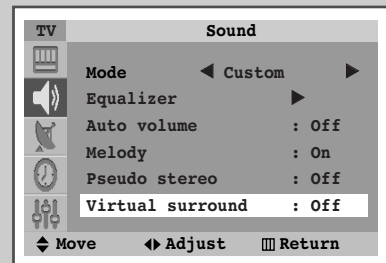 TV Sound
Mode ◀ Custom ▶
Equalizer ▶
Auto volume : Off
Melody : On
Pseudo stereo : Off
Virtual surround : Off
Move Adjust Return